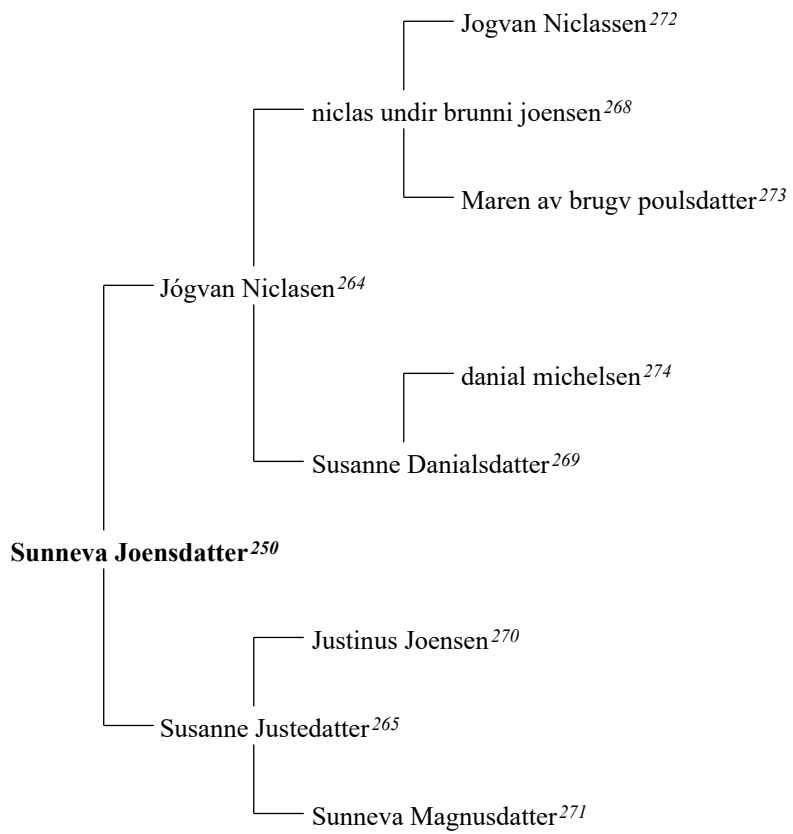 Jogvan Niclassen272
niclas undir brunni joensen268
Maren av brugv poulsdatter273
Jógvan Niclasen264
danial michelsen274
Susanne Danialsdatter269
Sunneva Joensdatter250
Justinus Joensen270
Susanne Justedatter265
Sunneva Magnusdatter271